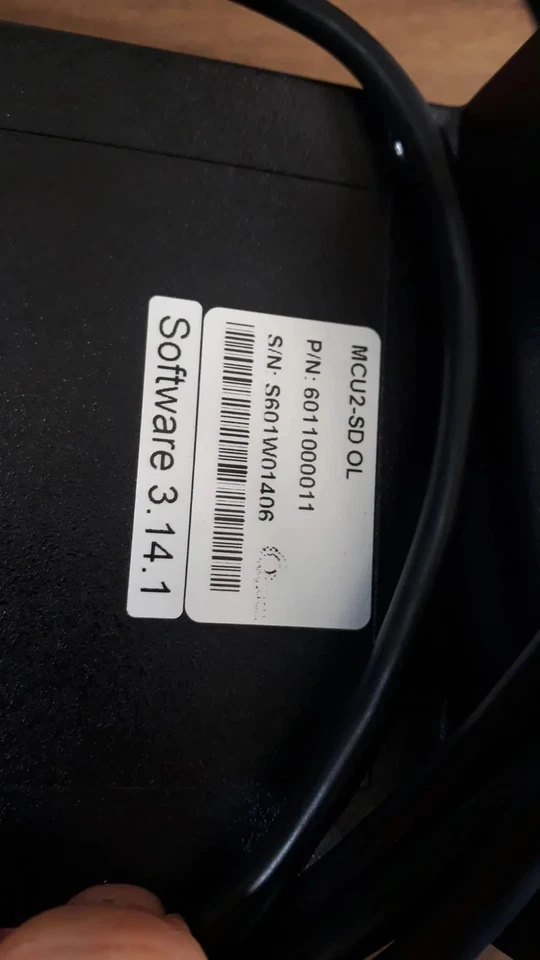 MCU2-SD OL
P/N: 6011000011
S/N: S601W01406
Software 3.14.1